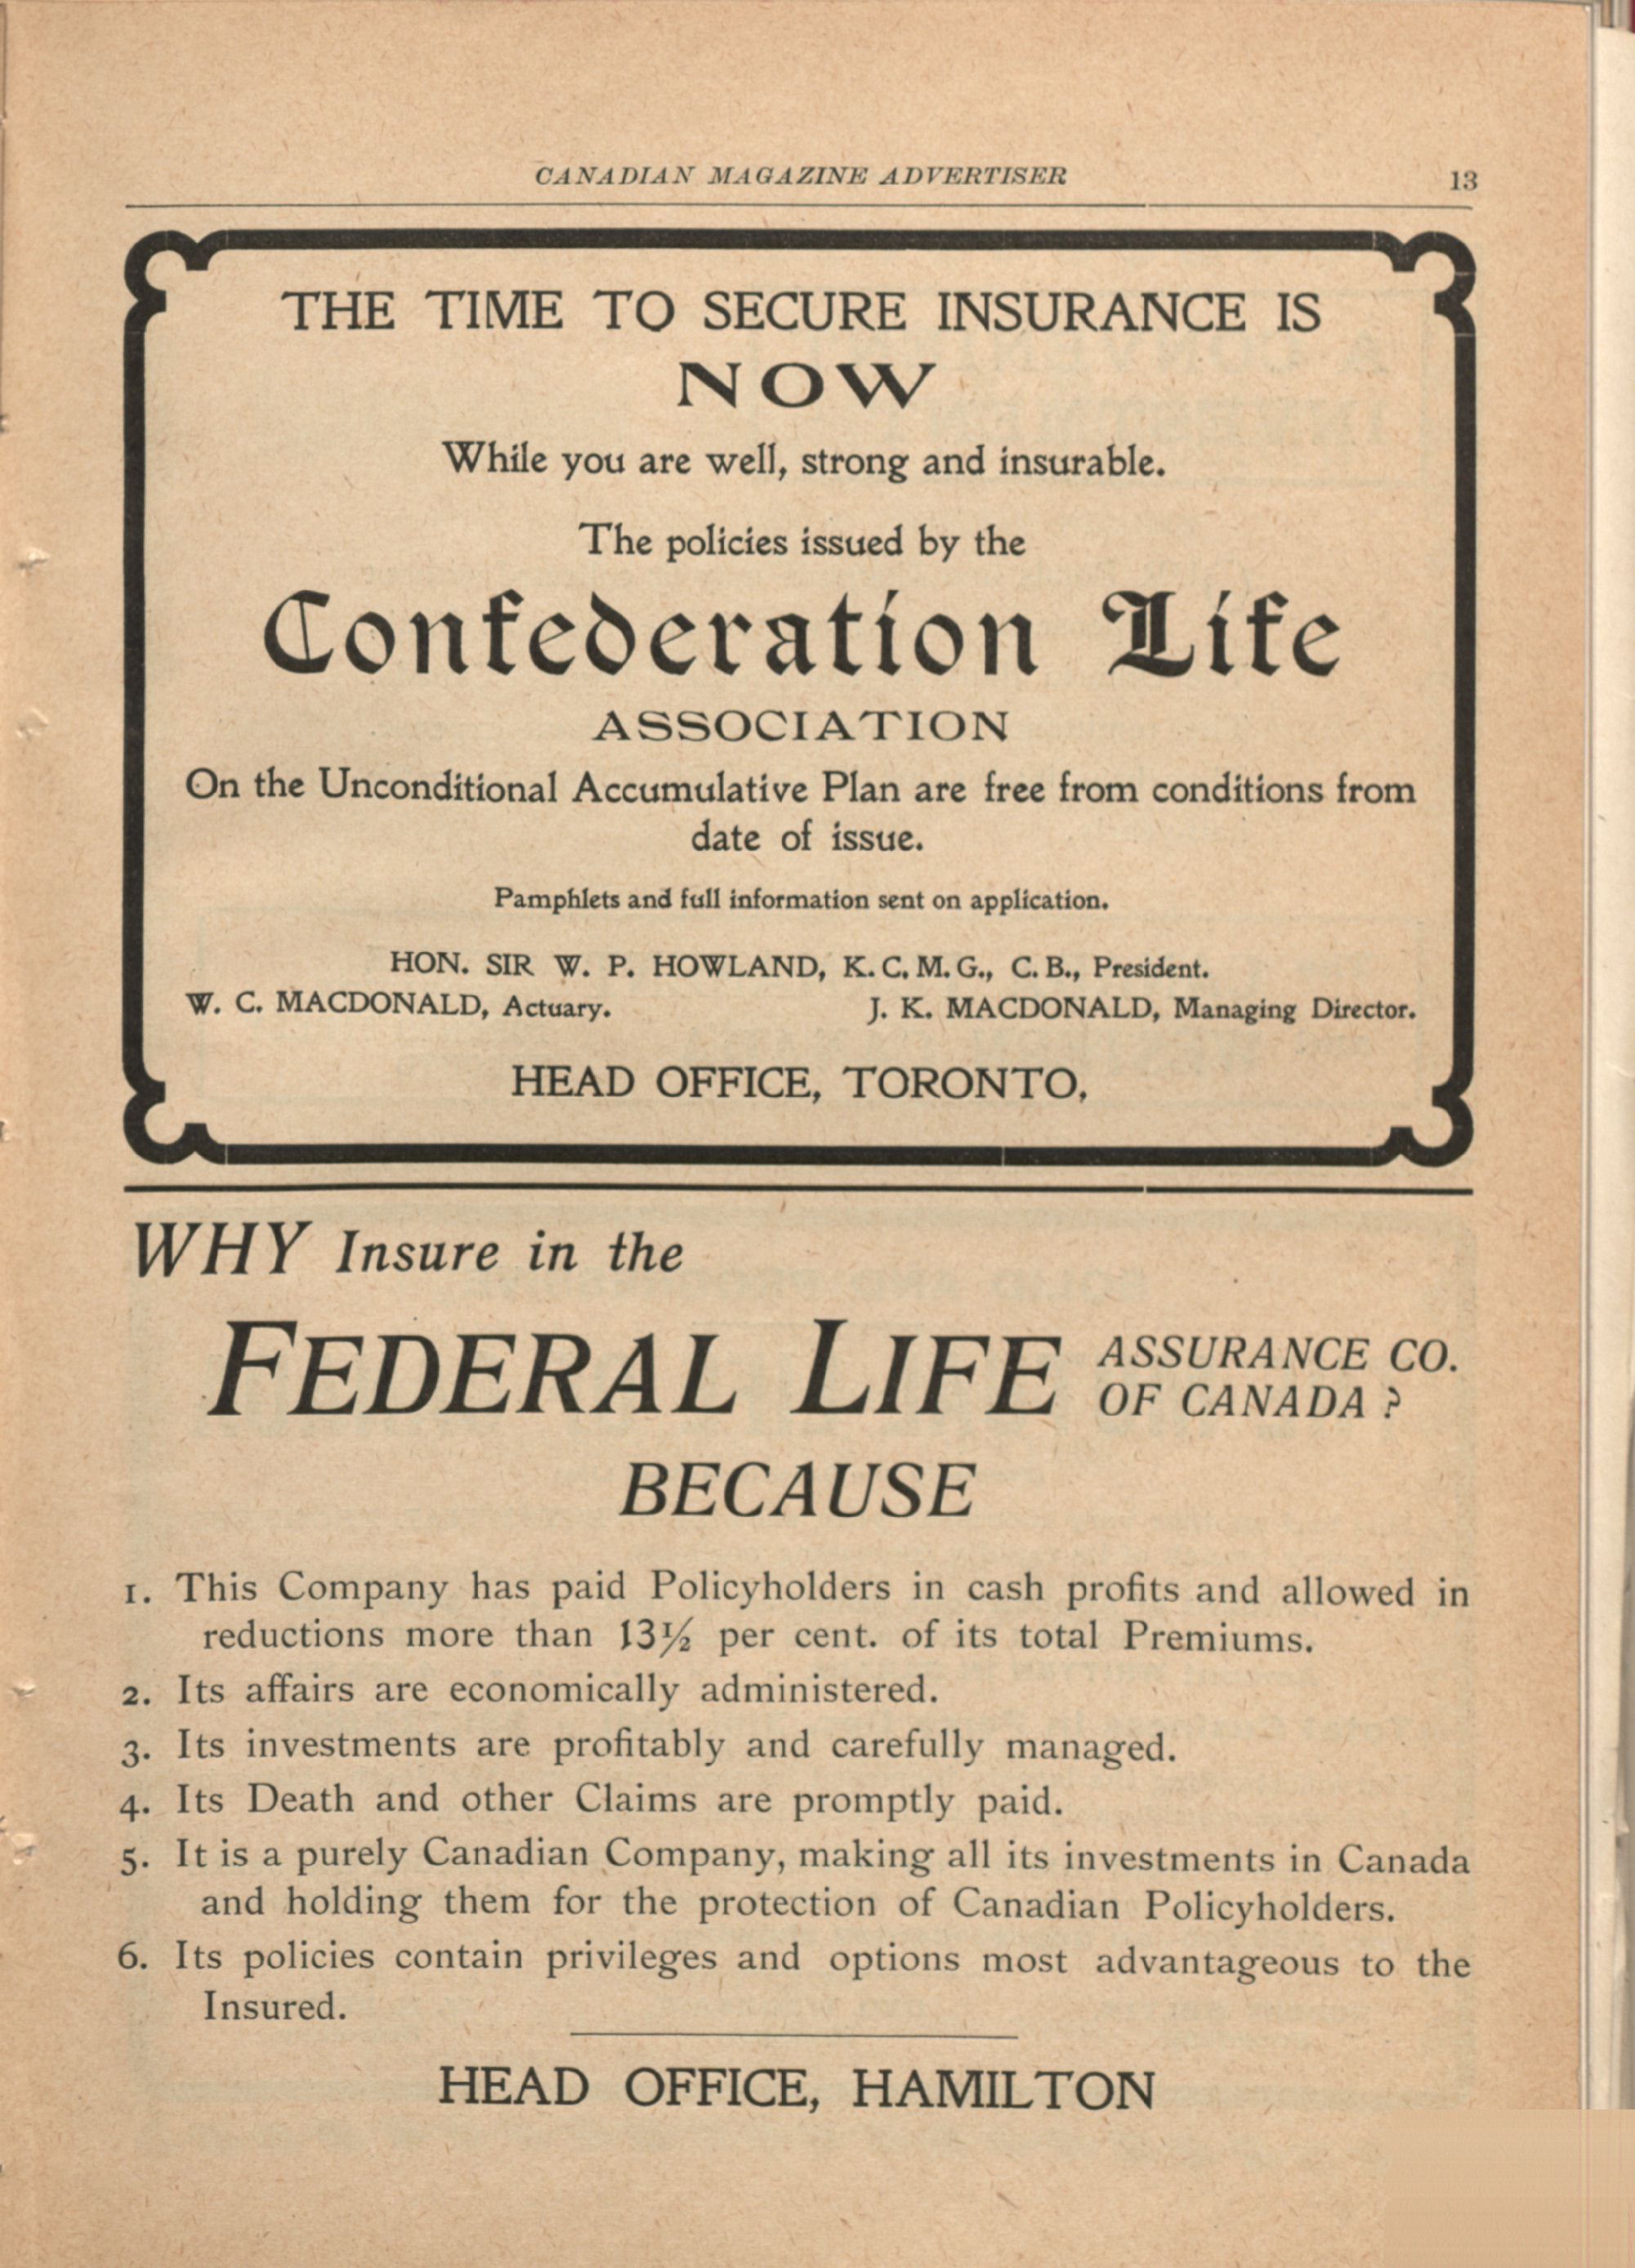 CANADIAN MAGAZINE ADVERTISER 13
THE TIME TO SECURE INSURANCE IS
NOW
While you are well, strong and insurable.
The policies issued by the
Confederation Life
ASSOCIATION
On the Unconditional Accumulative Plan are free from conditions from
date of issue.
Pamphlets and full information sent on application.
HON. SIR W. P. HOWLAND, K. C. M. G., C. B., President.
W. C. MACDONALD, Actuary. J. K. MACDONALD, Managing Director.
HEAD OFFICE, TORONTO,
WHY Insure in the
FEDERAL LIFE ASSURANCE CO.
OF CANADA ?
BECAUSE
1. This Company has paid Policyholders in cash profits and allowed in
reductions more than 13½ per cent. of its total Premiums.
2. Its affairs are economically administered.
3. Its investments are profitably and carefully managed.
4. Its Death and other Claims are promptly paid.
5. It is a purely Canadian Company, making all its investments in Canada
and holding them for the protection of Canadian Policyholders.
6. Its policies contain privileges and options most advantageous to the
Insured.
HEAD OFFICE, HAMILTON